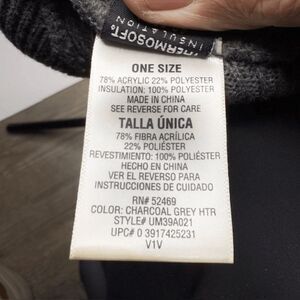 THERMOSOFT
INSULATION
ONE SIZE
78% ACRYLIC 22% POLYESTER
INSULATION: 100% POLYESTER
MADE IN CHINA
SEE REVERSE FOR CARE
TALLA ÚNICA
78% FIBRA ACRÍLICA
22% POLIÉSTER
REVESTIMIENTO: 100% POLIÉSTER
HECHO EN CHINA
VER EL REVERSO PARA
INSTRUCCIONES DE CUIDADO
RN# 52469
COLOR: CHARCOAL GREY HTR
STYLE# UM39A021
UPC# 0 3917425231
V1V